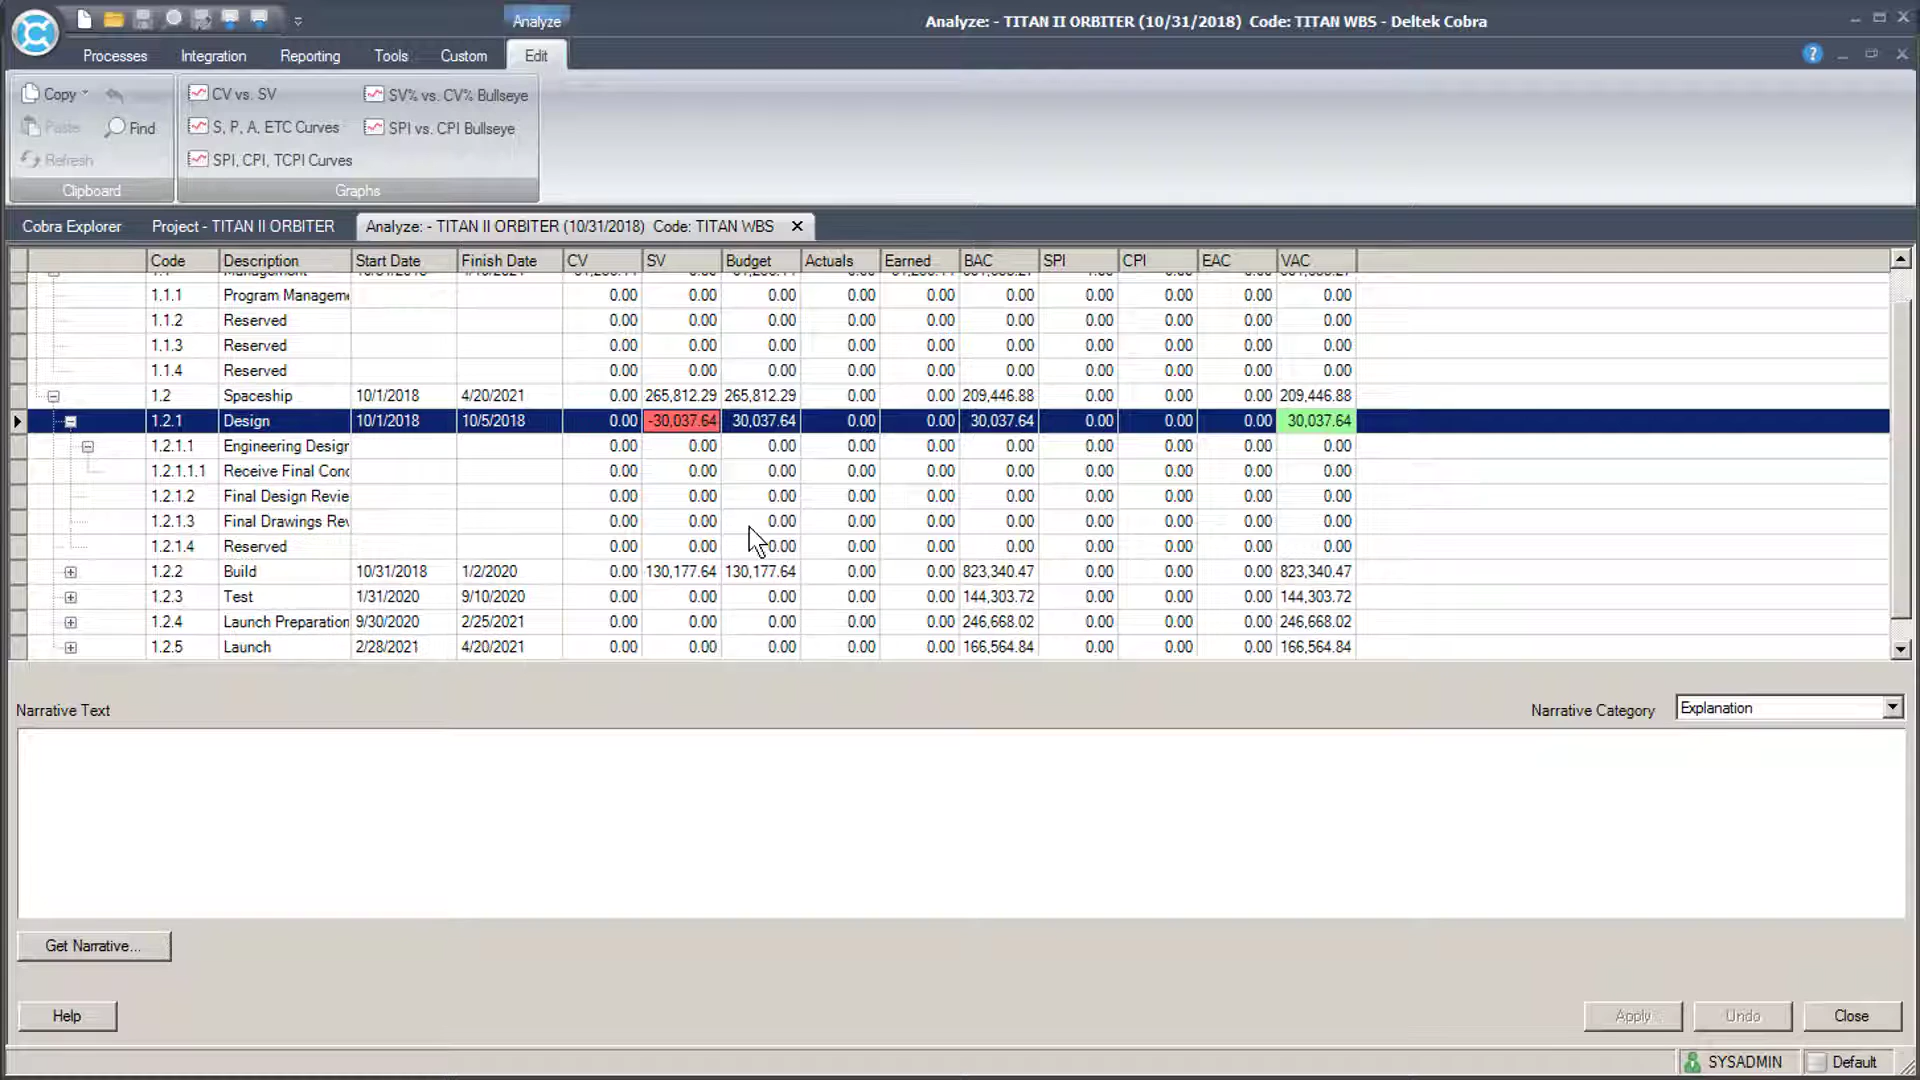 Analyze
Analyze: - TITAN II ORBITER (10/31/2018) Code: TITAN WBS - Deltek Cobra
Processes Integration Reporting Tools Custom Edit
Copy CV vs. SV SV% vs. CV% Bullseye
Paste Find S, P, A, ETC Curves SPI vs. CPI Bullseye
Refresh SPI, CPI, TCPI Curves
Clipboard Graphs
Cobra Explorer Project - TITAN II ORBITER Analyze: - TITAN II ORBITER (10/31/2018) Code: TITAN WBS
Code Description Start Date Finish Date CV SV Budget Actuals Earned BAC SPI CPI EAC VAC
1.1.1 Program Managem 0.00 0.00 0.00 0.00 0.00 0.00 0.00 0.00 0.00 0.00
1.1.2 Reserved 0.00 0.00 0.00 0.00 0.00 0.00 0.00 0.00 0.00 0.00
1.1.3 Reserved 0.00 0.00 0.00 0.00 0.00 0.00 0.00 0.00 0.00 0.00
1.1.4 Reserved 0.00 0.00 0.00 0.00 0.00 0.00 0.00 0.00 0.00 0.00
1.2 Spaceship 10/1/2018 4/20/2021 0.00 265,812.29 265,812.29 0.00 0.00 209,446.88 0.00 0.00 0.00 209,446.88
1.2.1 Design 10/1/2018 10/5/2018 0.00 -30,037.64 30,037.64 0.00 0.00 30,037.64 0.00 0.00 0.00 30,037.64
1.2.1.1 Engineering Design 0.00 0.00 0.00 0.00 0.00 0.00 0.00 0.00 0.00 0.00
1.2.1.1.1 Receive Final Conc 0.00 0.00 0.00 0.00 0.00 0.00 0.00 0.00 0.00 0.00
1.2.1.2 Final Design Revie 0.00 0.00 0.00 0.00 0.00 0.00 0.00 0.00 0.00 0.00
1.2.1.3 Final Drawings Rev 0.00 0.00 0.00 0.00 0.00 0.00 0.00 0.00 0.00 0.00
1.2.1.4 Reserved 0.00 0.00 0.00 0.00 0.00 0.00 0.00 0.00 0.00 0.00
1.2.2 Build 10/31/2018 1/2/2020 0.00 130,177.64 130,177.64 0.00 0.00 823,340.47 0.00 0.00 0.00 823,340.47
1.2.3 Test 1/31/2020 9/10/2020 0.00 0.00 0.00 0.00 0.00 144,303.72 0.00 0.00 0.00 144,303.72
1.2.4 Launch Preparation 9/30/2020 2/25/2021 0.00 0.00 0.00 0.00 0.00 246,668.02 0.00 0.00 0.00 246,668.02
1.2.5 Launch 2/28/2021 4/20/2021 0.00 0.00 0.00 0.00 0.00 166,564.84 0.00 0.00 0.00 166,564.84
Narrative Text Narrative Category Explanation
Get Narrative...
Help Apply Undo Close
SYSADMIN Default